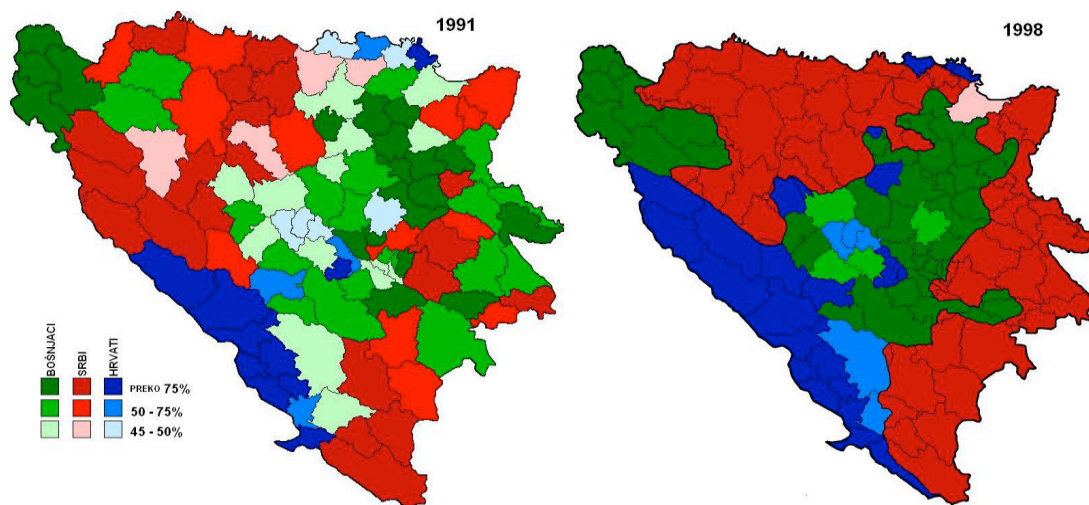 1991
1998
BOŠNJACI
SRBI
HRVATI
PREKO 75%
50 - 75%
45 - 50%